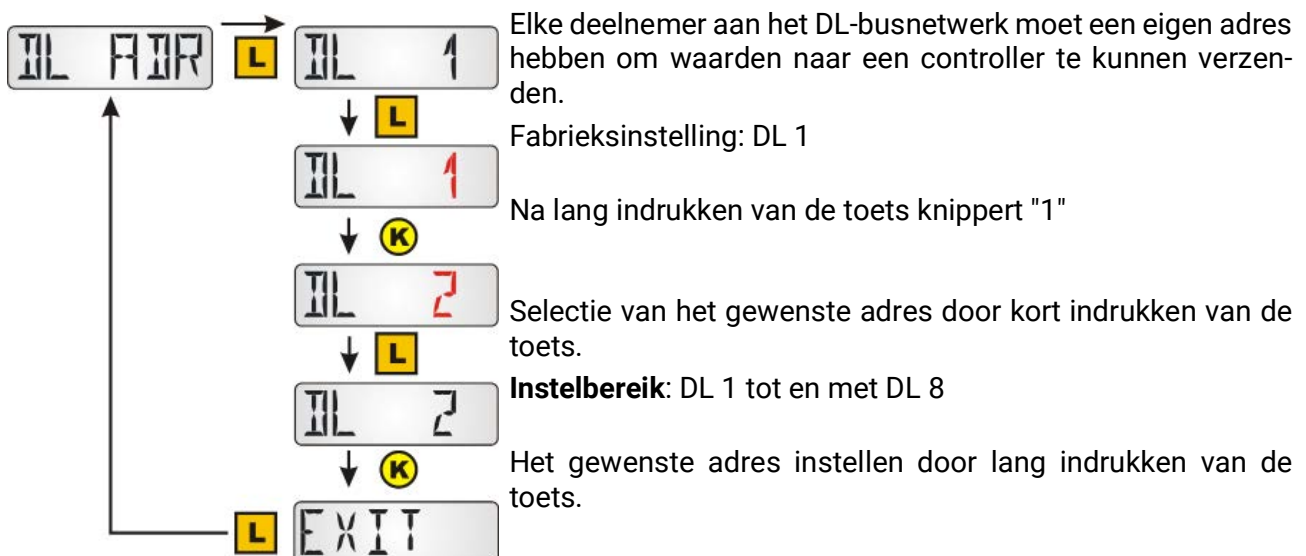 DL ADR L DL 1
Elke deelnemer aan het DL-busnetwerk moet een eigen adres
hebben om waarden naar een controller te kunnen verzen-
den.
L
Fabrieksinstelling: DL 1
DL 1
Na lang indrukken van de toets knippert "1"
K
DL 2
Selectie van het gewenste adres door kort indrukken van de
toets.
L
Instelbereik: DL 1 tot en met DL 8
DL 2
Het gewenste adres instellen door lang indrukken van de
toets.
K
L EXIT